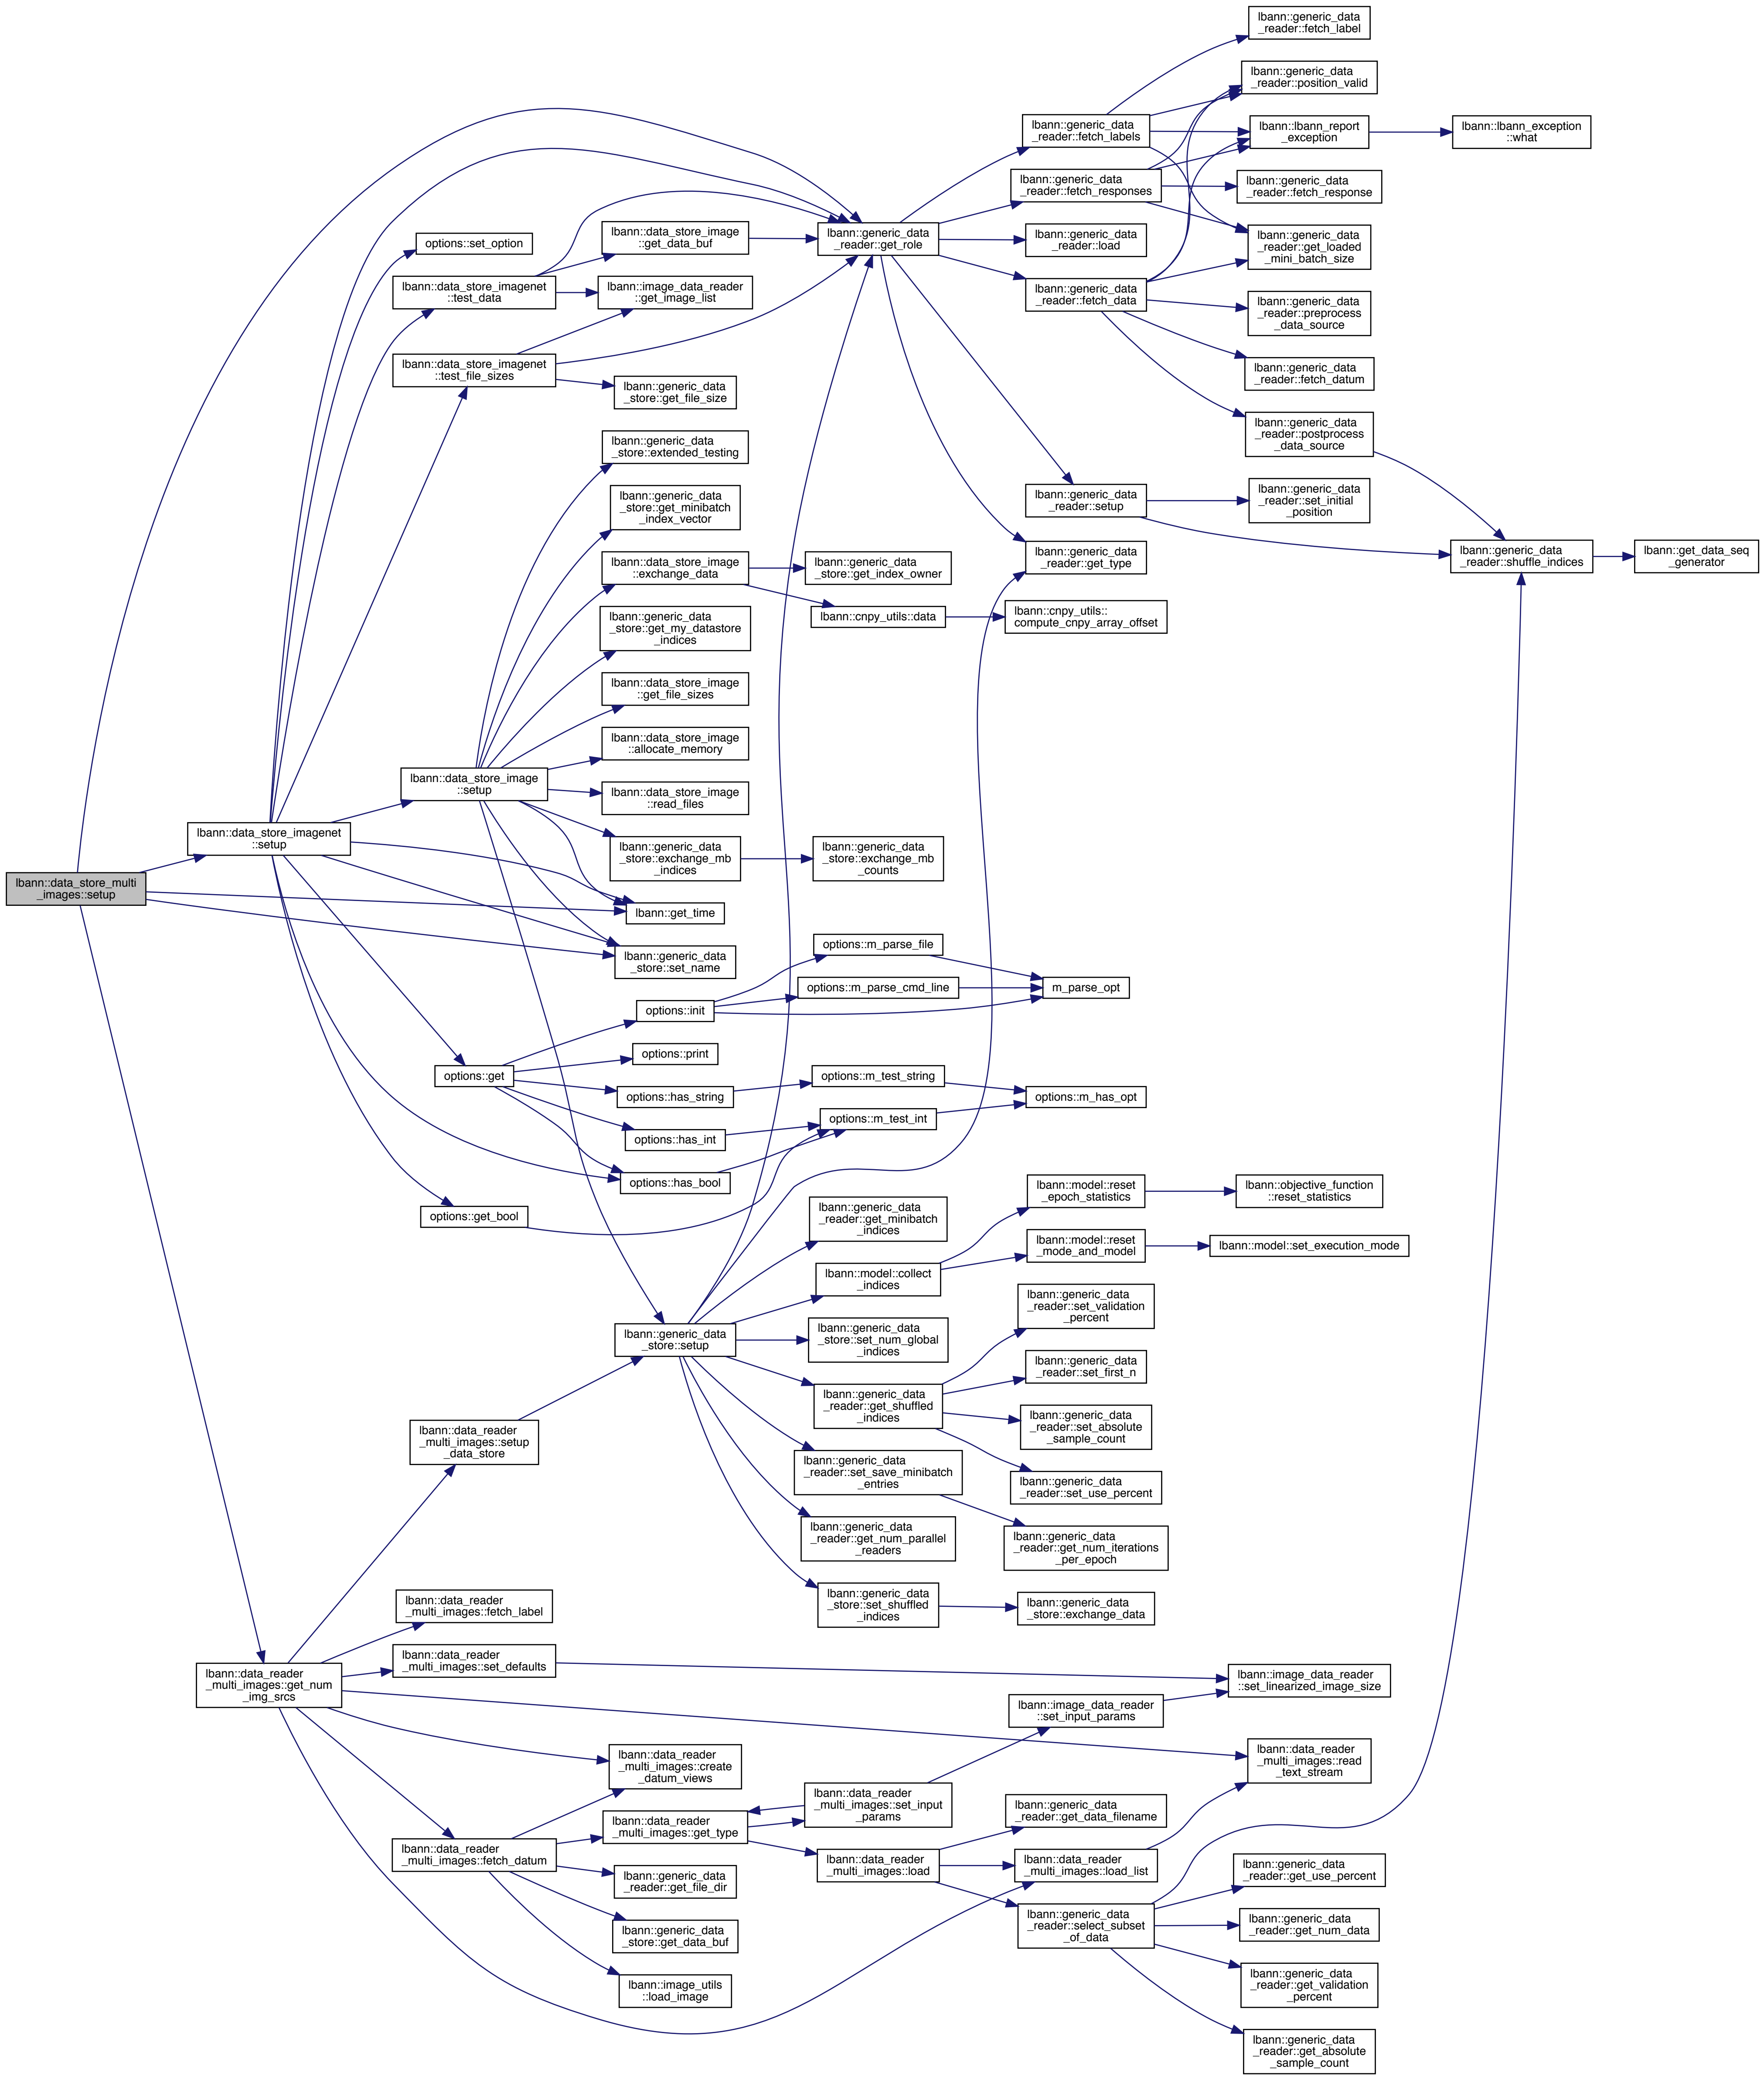 lbann::data_store_multi
_images::setup
lbann::data_store_imagenet
::setup
lbann::data_reader
_multi_images::get_num
_img_srcs
options::set_option
lbann::data_store_imagenet
::test_data
lbann::data_store_imagenet
::test_file_sizes
lbann::data_store_image
::setup
options::get
options::get_bool
lbann::data_reader
_multi_images::setup
_data_store
lbann::data_reader
_multi_images::fetch_label
lbann::data_reader
_multi_images::set_defaults
lbann::data_reader
_multi_images::fetch_datum
lbann::data_store_image
::get_data_buf
lbann::image_data_reader
::get_image_list
lbann::generic_data
_store::get_file_size
lbann::generic_data
_store::extended_testing
lbann::generic_data
_store::get_minibatch
_index_vector
lbann::data_store_image
::exchange_data
lbann::generic_data
_store::get_my_datastore
_indices
lbann::data_store_image
::get_file_sizes
lbann::data_store_image
::allocate_memory
lbann::data_store_image
::read_files
lbann::generic_data
_store::exchange_mb
_indices
lbann::get_time
lbann::generic_data
_store::set_name
options::init
options::print
options::has_string
options::has_int
options::has_bool
lbann::generic_data
_store::setup
lbann::data_reader
_multi_images::create
_datum_views
lbann::data_reader
_multi_images::get_type
lbann::generic_data
_reader::get_file_dir
lbann::generic_data
_store::get_data_buf
lbann::image_utils
::load_image
lbann::generic_data
_reader::get_role
lbann::generic_data
_store::get_index_owner
lbann::cnpy_utils::data
lbann::generic_data
_store::exchange_mb
_counts
options::m_parse_file
options::m_parse_cmd_line
options::m_test_string
options::m_test_int
lbann::generic_data
_reader::get_minibatch
_indices
lbann::model::collect
_indices
lbann::generic_data
_store::set_num_global
_indices
lbann::generic_data
_reader::get_shuffled
_indices
lbann::generic_data
_reader::set_save_minibatch
_entries
lbann::generic_data
_reader::get_num_parallel
_readers
lbann::generic_data
_store::set_shuffled
_indices
lbann::data_reader
_multi_images::set_input
_params
lbann::data_reader
_multi_images::load
lbann::generic_data
_reader::fetch_labels
lbann::generic_data
_reader::fetch_responses
lbann::generic_data
_reader::load
lbann::generic_data
_reader::fetch_data
lbann::generic_data
_reader::setup
lbann::generic_data
_reader::get_type
lbann::cnpy_utils::
compute_cnpy_array_offset
m_parse_opt
options::m_has_opt
lbann::model::reset
_epoch_statistics
lbann::model::reset
_mode_and_model
lbann::generic_data
_reader::set_validation
_percent
lbann::generic_data
_reader::set_first_n
lbann::generic_data
_reader::set_absolute
_sample_count
lbann::generic_data
_reader::set_use_percent
lbann::generic_data
_reader::get_num_iterations
_per_epoch
lbann::generic_data
_store::exchange_data
lbann::image_data_reader
::set_input_params
lbann::generic_data
_reader::get_data_filename
lbann::data_reader
_multi_images::load_list
lbann::generic_data
_reader::select_subset
_of_data
lbann::generic_data
_reader::fetch_label
lbann::generic_data
_reader::position_valid
lbann::lbann_report
_exception
lbann::generic_data
_reader::fetch_response
lbann::generic_data
_reader::get_loaded
_mini_batch_size
lbann::generic_data
_reader::preprocess
_data_source
lbann::generic_data
_reader::fetch_datum
lbann::generic_data
_reader::postprocess
_data_source
lbann::generic_data
_reader::set_initial
_position
lbann::objective_function
::reset_statistics
lbann::model::set_execution_mode
lbann::image_data_reader
::set_linearized_image_size
lbann::data_reader
_multi_images::read
_text_stream
lbann::generic_data
_reader::get_use_percent
lbann::generic_data
_reader::get_num_data
lbann::generic_data
_reader::get_validation
_percent
lbann::generic_data
_reader::get_absolute
_sample_count
lbann::lbann_exception
::what
lbann::generic_data
_reader::shuffle_indices
lbann::get_data_seq
_generator